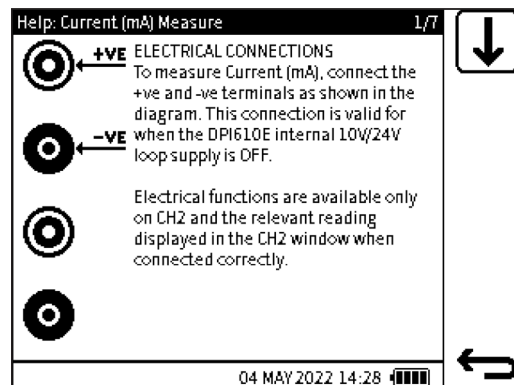 Help: Current (mA) Measure 1/7
+VE ELECTRICAL CONNECTIONS
To measure Current (mA), connect the
+ve and -ve terminals as shown in the
diagram. This connection is valid for
-VE when the DPI610E internal 10V/24V
loop supply is OFF.
Electrical functions are available only
on CH2 and the relevant reading
displayed in the CH2 window when
connected correctly.
04 MAY 2022 14:28